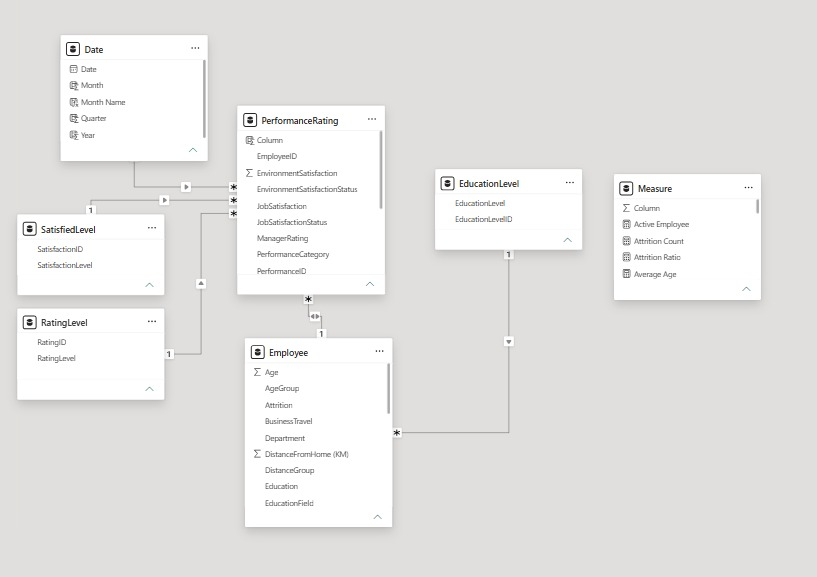 Date
Date
Month
Month Name
Quarter
Year
PerformanceRating
Column
EmployeeID
EnvironmentSatisfaction
EnvironmentSatisfactionStatus
JobSatisfaction
JobSatisfactionStatus
ManagerRating
PerformanceCategory
PerformanceID
EducationLevel
EducationLevel
EducationLevelID
Measure
Column
Active Employee
Attrition Count
Attrition Ratio
Average Age
SatisfiedLevel
SatisfactionID
SatisfactionLevel
RatingLevel
RatingID
RatingLevel
Employee
Age
AgeGroup
Attrition
BusinessTravel
Department
DistanceFromHome (KM)
DistanceGroup
Education
EducationField
1
1
1
1
*
*
*
*
*